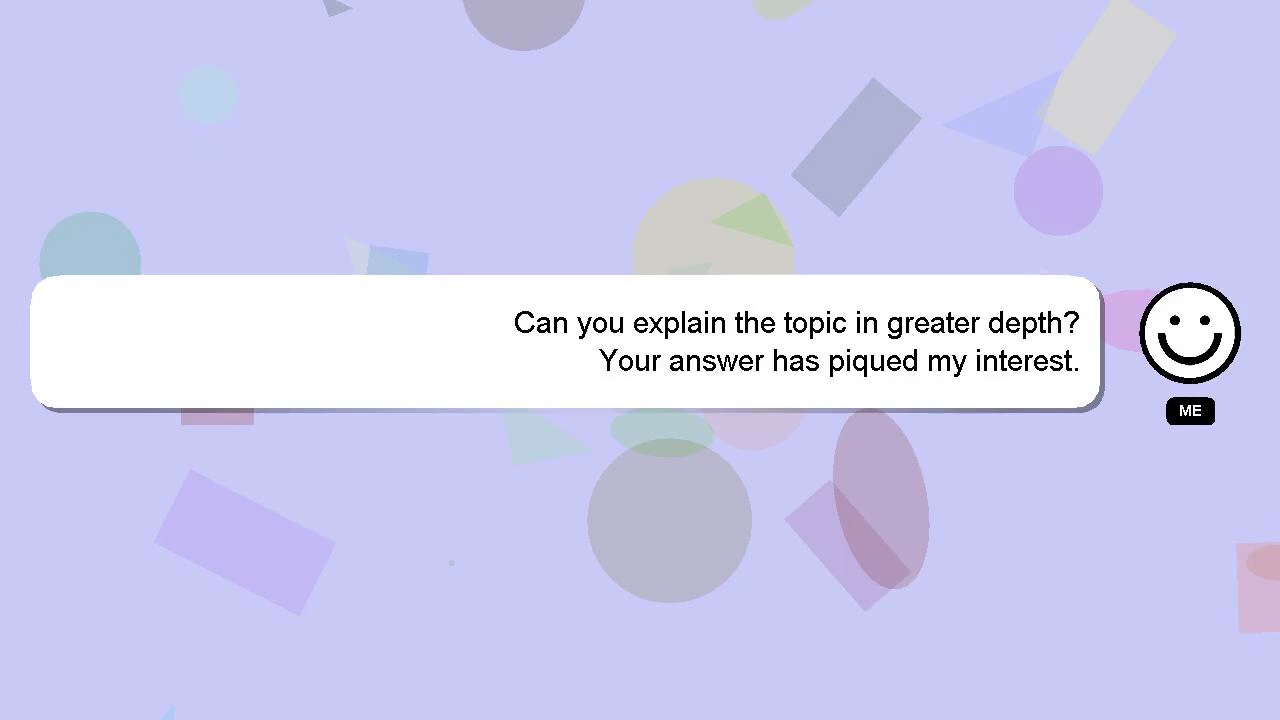 Can you explain the topic in greater depth?
Your answer has piqued my interest.
ME